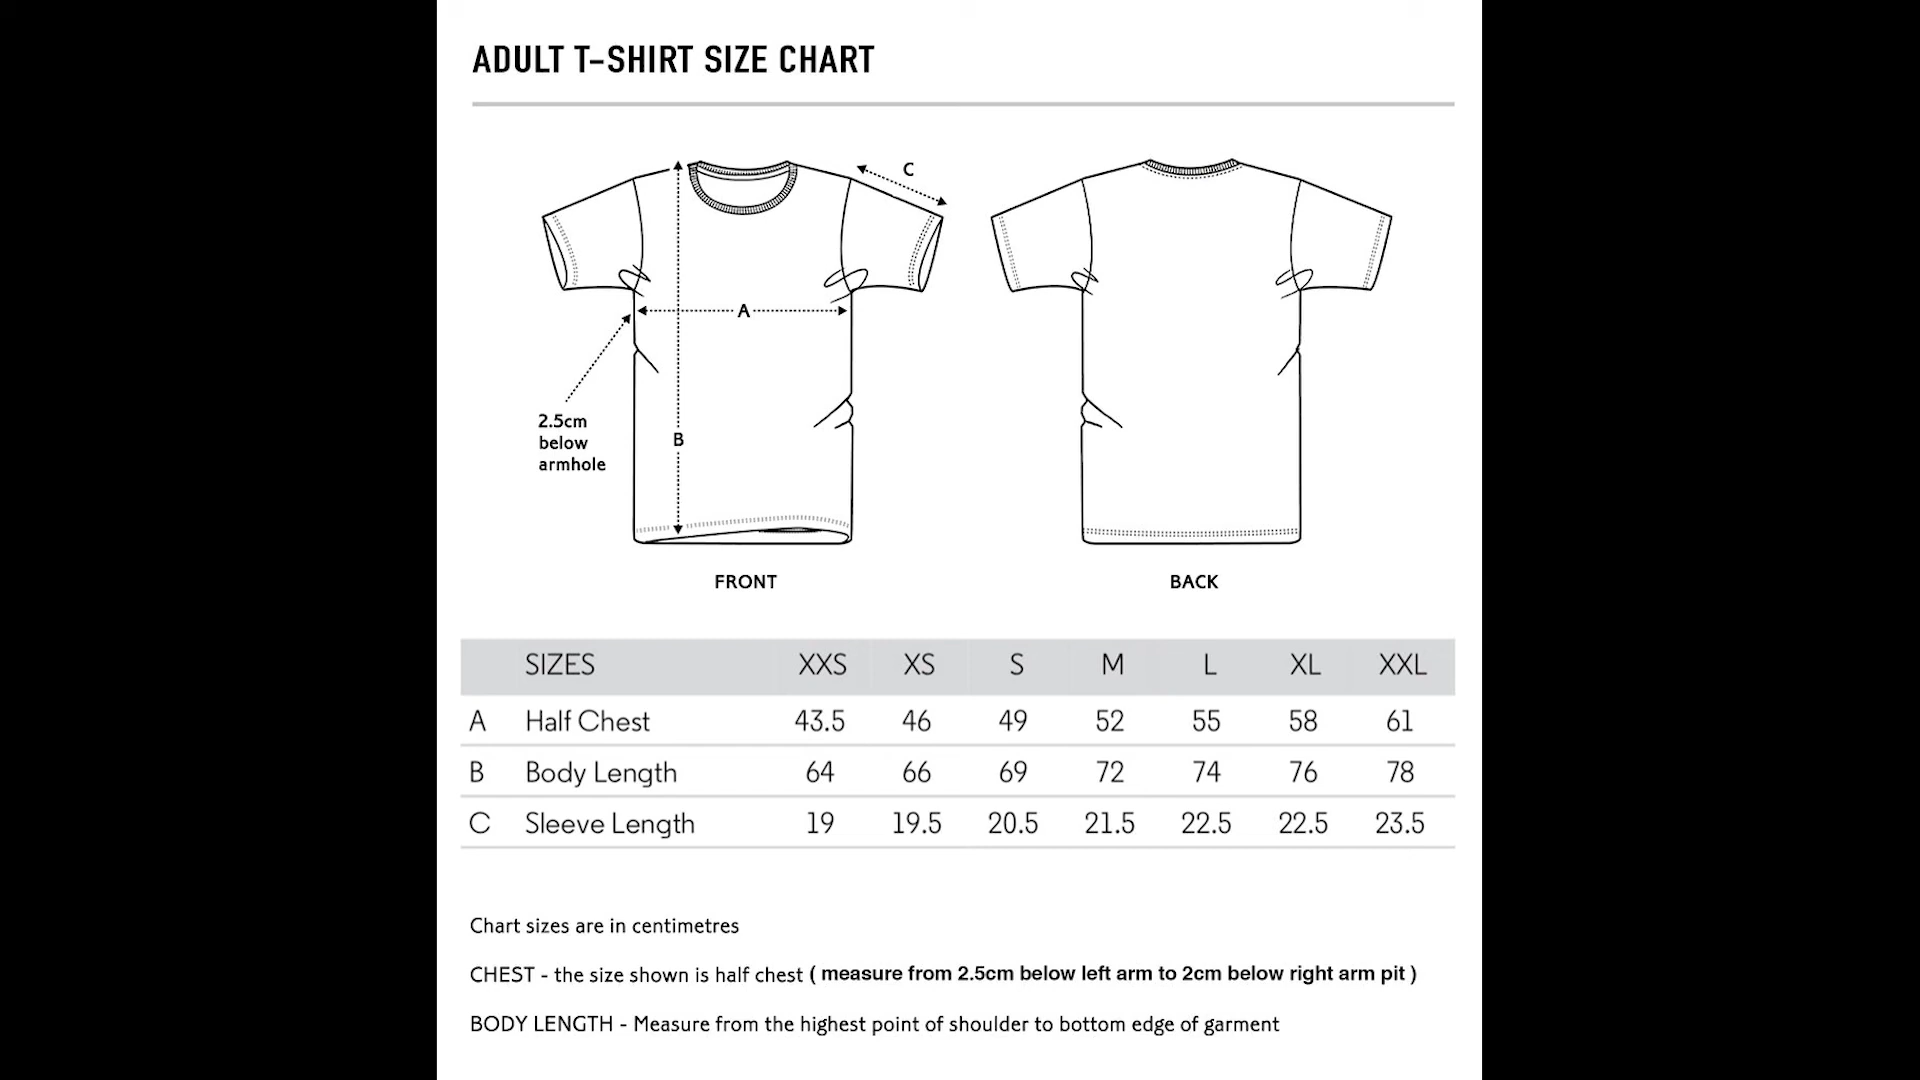 ADULT T-SHIRT SIZE CHART
C
A
2.5cm
below
armhole
B
FRONT
BACK
SIZES XXS XS S M L XL XXL
A Half Chest 43.5 46 49 52 55 58 61
B Body Length 64 66 69 72 74 76 78
C Sleeve Length 19 19.5 20.5 21.5 22.5 22.5 23.5
Chart sizes are in centimetres
CHEST - the size shown is half chest ( measure from 2.5cm below left arm to 2cm below right arm pit )
BODY LENGTH - Measure from the highest point of shoulder to bottom edge of garment